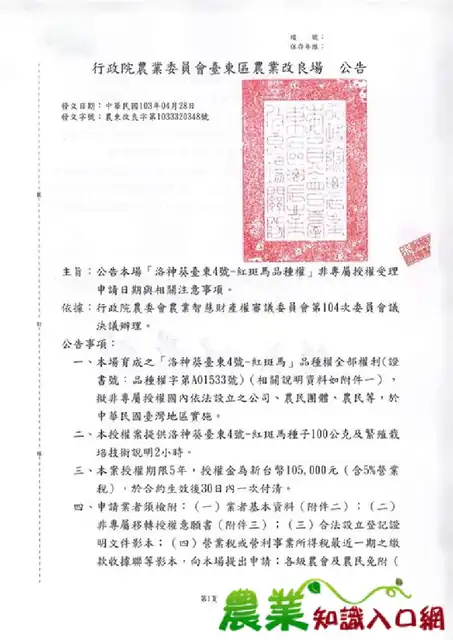 檔　　號：
保存年限：
行政院農業委員會臺東區農業改良場　公告
發文日期：中華民國103年04月28日
發文字號：農東改良字第1033320348號
主旨：公告本場「洛神葵臺東4號-紅斑馬品種權」非專屬授權受理
申請日期與相關注意事項。
依據：行政院農委會農業智慧財產權審議委員會第104次委員會議
決議辦理。
公告事項：
一、本場育成之「洛神葵臺東4號-紅斑馬」品種權全部權利(證
書號：品種權字第A01533號)(相關說明資料如附件一)，
擬非專屬授權國內依法設立之公司、農民團體、農民等，於
中華民國臺灣地區實施。
二、本授權案提供洛神葵臺東4號-紅斑馬種子100公克及繁殖栽
培技術說明2小時。
三、本案授權期限5年，授權金為新台幣105,000元（含5%營業
稅），於合約生效後30日內一次付清。
四、申請業者須檢附：（一）業者基本資料（附件二）；（二）
非專屬移轉授權意願書（附件三）；（三）合法設立登記證
明文件影本；（四）營業稅或營利事業所得稅最近一期之繳
款收據聯等影本，向本場提出申請；各級農會及農民免附（
第1頁
農業知識入口網